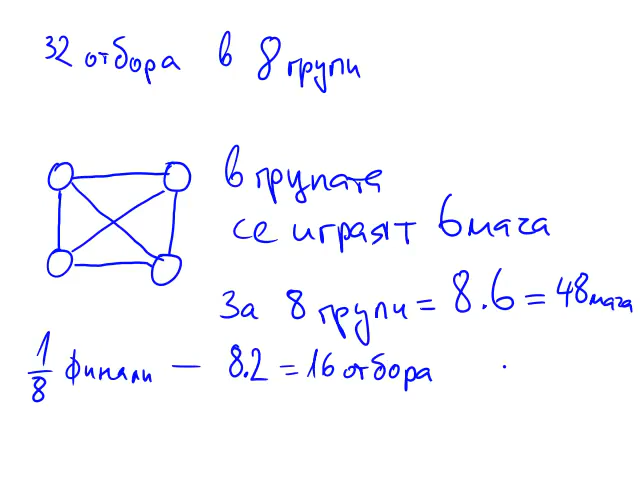 32 отбора в 8 групи
в групата
се играят 6 мача
За 8 групи = 8.6 = 48 мача
1/8 финали — 8.2 = 16 отбора